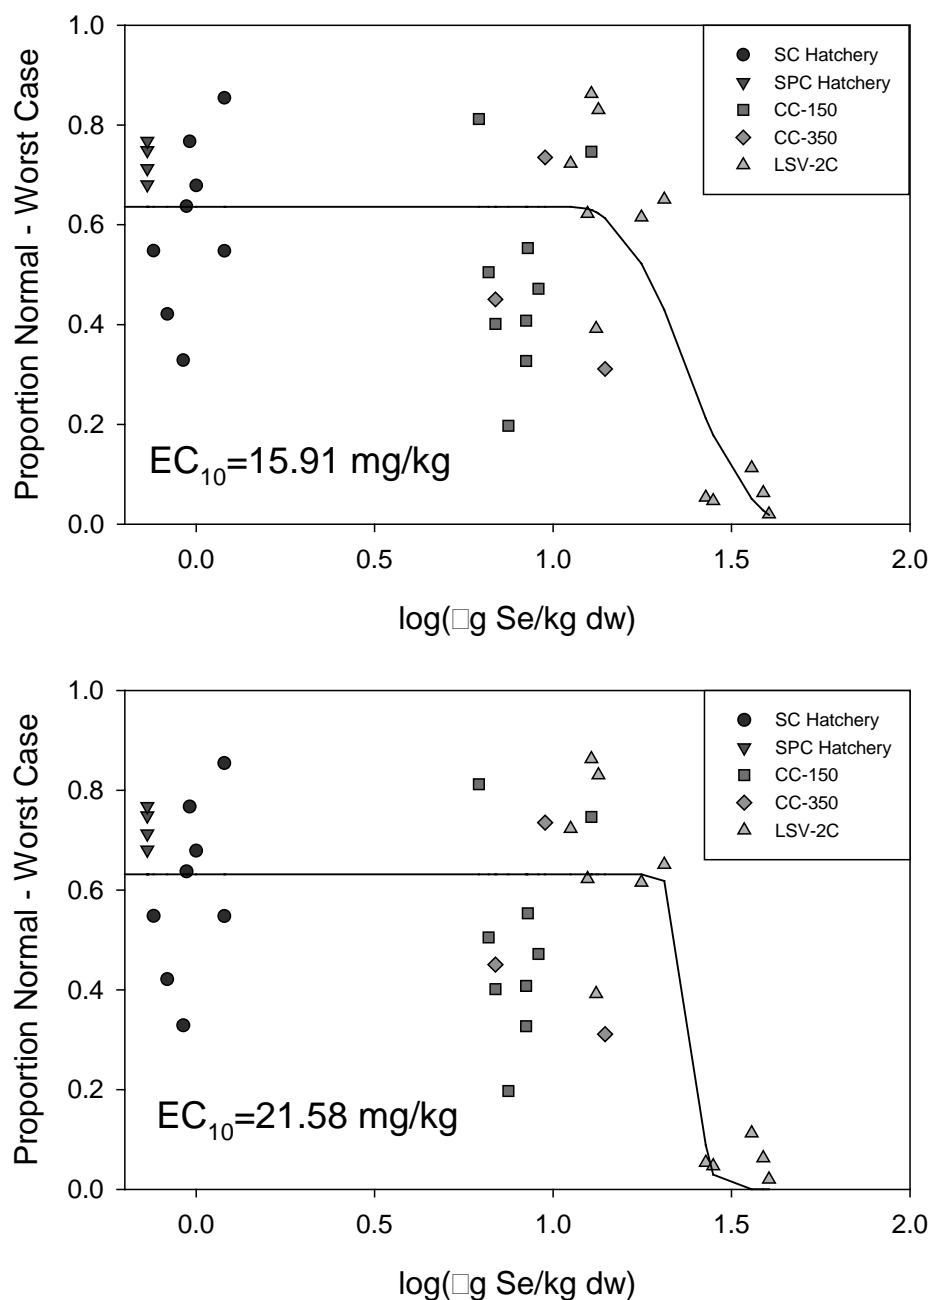 1.0
SC Hatchery
SPC Hatchery
CC-150
CC-350
LSV-2C
0.8
0.6
0.4
0.2
0.0
Proportion Normal - Worst Case
EC10=15.91 mg/kg
0.0 0.5 1.0 1.5 2.0
log(□g Se/kg dw)
1.0
SC Hatchery
SPC Hatchery
CC-150
CC-350
LSV-2C
0.8
0.6
0.4
0.2
0.0
Proportion Normal - Worst Case
EC10=21.58 mg/kg
0.0 0.5 1.0 1.5 2.0
log(□g Se/kg dw)